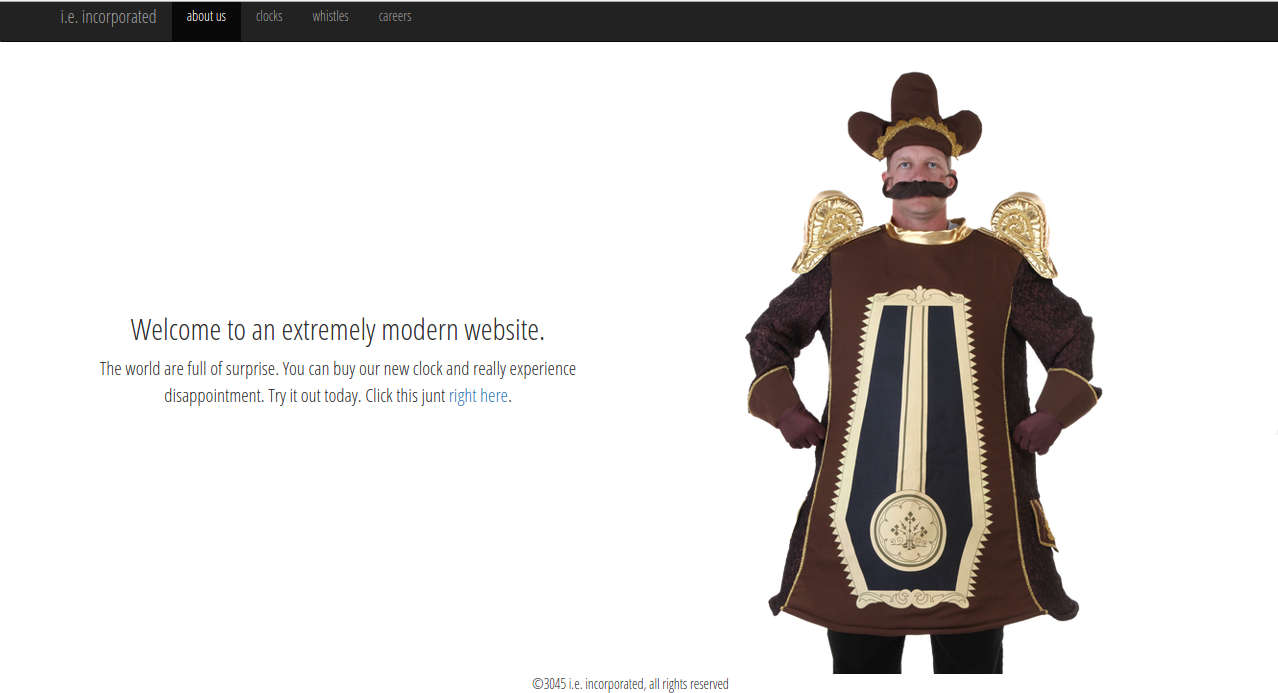 i.e. incorporated about us clocks whistles careers
Welcome to an extremely modern website.
The world are full of surprise. You can buy our new clock and really experience
disappointment. Try it out today. Click this junt right here.
©3045 i.e. incorporated, all rights reserved